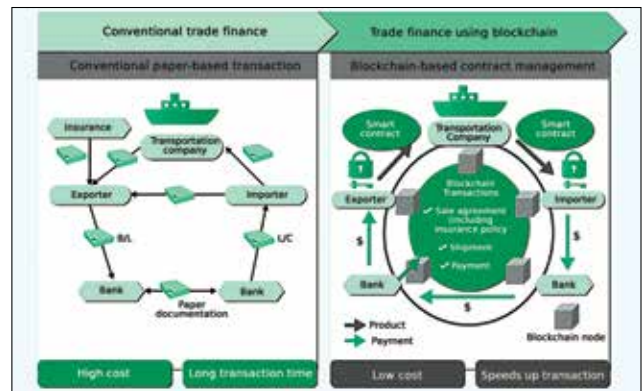 Conventional trade finance
Trade finance using blockchain
Conventional paper-based transaction
Insurance
Transportation
company
Exporter
Importer
B/L
L/C
Bank
Bank
Paper
documentation
High cost
Long transaction time
Blockchain-based contract management
Smart
contract
Smart
contract
Transportation
Company
Exporter
Importer
Blockchain
Transactions
Sale agreement
(including
insurance policy
Shipment
Payment
$
$
$
Bank
Bank
Product
Payment
Blockchain node
Low cost
Speeds up transaction